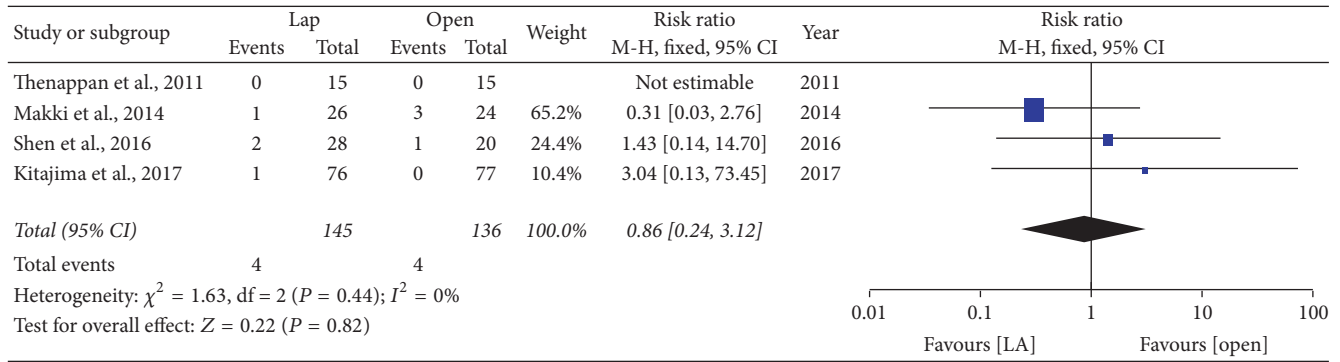 Study or subgroup Lap Open Weight Risk ratio Year Risk ratio
Events Total Events Total M-H, fixed, 95% CI M-H, fixed, 95% CI
Thenappan et al., 2011 0 15 0 15 Not estimable 2011
Makki et al., 2014 1 26 3 24 65.2% 0.31 [0.03, 2.76] 2014
Shen et al., 2016 2 28 1 20 24.4% 1.43 [0.14, 14.70] 2016
Kitajima et al., 2017 1 76 0 77 10.4% 3.04 [0.13, 73.45] 2017
Total (95% CI) 145 136 100.0% 0.86 [0.24, 3.12]
Total events 4 4
Heterogeneity: χ² = 1.63, df = 2 (P = 0.44); I² = 0%
Test for overall effect: Z = 0.22 (P = 0.82)
0.01 0.1 1 10 100
Favours [LA] Favours [open]